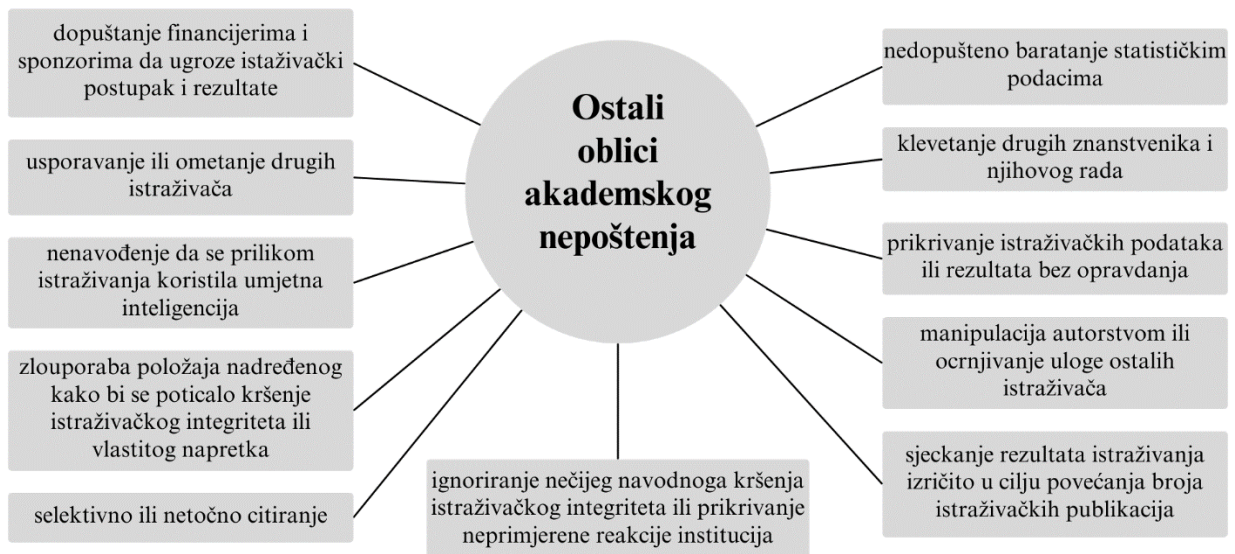 Ostali
oblici
akademskog
nepoštenja
dopuštanje financijerima i
sponzorima da ugroze istaživački
postupak i rezultate
usporavanje ili ometanje drugih
istraživača
nenavođenje da se prilikom
istraživanja koristila umjetna
inteligencija
zlouporaba položaja nadređenog
kako bi se poticalo kršenje
istraživačkog integriteta ili
vlastitog napretka
selektivno ili netočno citiranje
ignoriranje nečijeg navodnoga kršenja
istraživačkog integriteta ili prikrivanje
neprimjerene reakcije institucija
nedopušteno baratanje statističkim
podacima
klevetanje drugih znanstvenika i
njihovog rada
prikrivanje istraživačkih podataka
ili rezultata bez opravdanja
manipulacija autorstvom ili
ocrnjivanje uloge ostalih
istraživača
sjeckanje rezultata istraživanja
izričito u cilju povećanja broja
istraživačkih publikacija